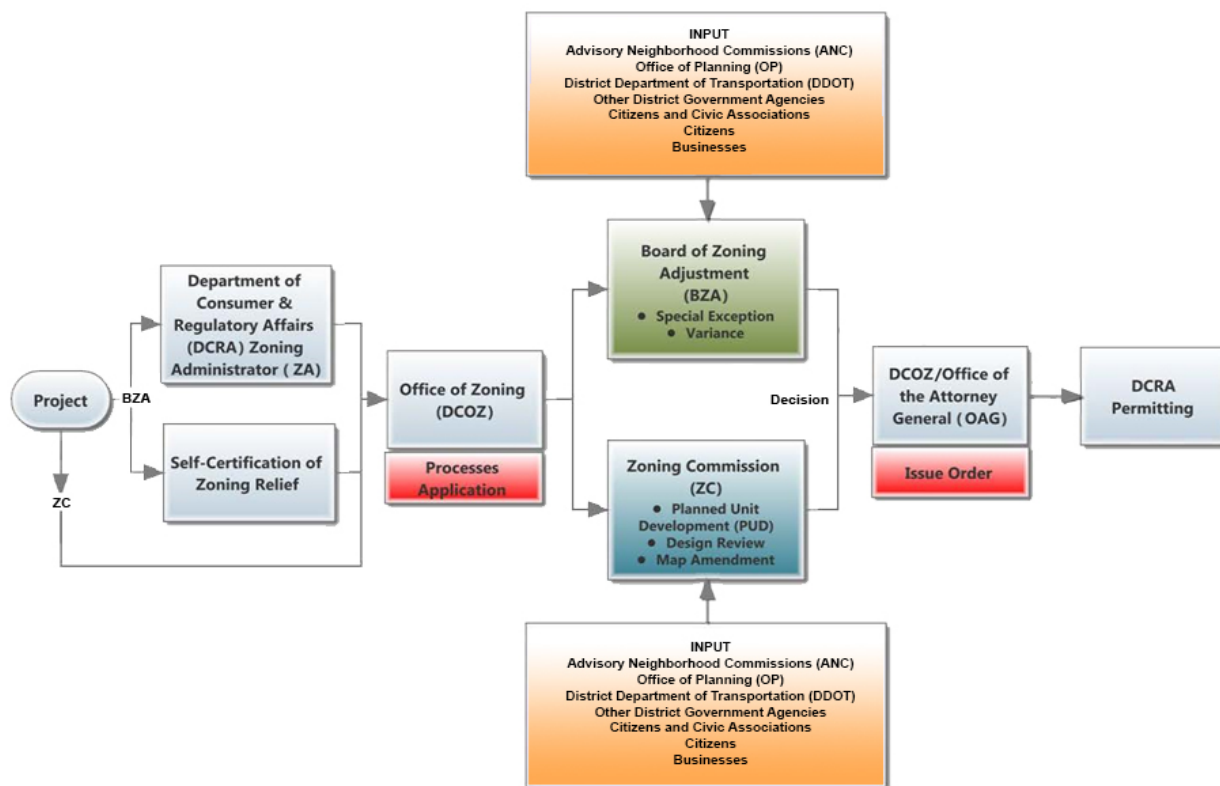 INPUT
Advisory Neighborhood Commissions (ANC)
Office of Planning (OP)
District Department of Transportation (DDOT)
Other District Government Agencies
Citizens and Civic Associations
Citizens
Businesses
Project
BZA
ZC
Department of
Consumer &
Regulatory Affairs
(DCRA) Zoning
Administrator ( ZA)
Self-Certification of
Zoning Relief
Office of Zoning
(DCOZ)
Processes
Application
Board of Zoning
Adjustment
(BZA)
● Special Exception
● Variance
Zoning Commission
(ZC)
● Planned Unit
Development (PUD)
● Design Review
● Map Amendment
Decision
DCOZ/Office of
the Attorney
General ( OAG)
Issue Order
DCRA
Permitting
INPUT
Advisory Neighborhood Commissions (ANC)
Office of Planning (OP)
District Department of Transportation (DDOT)
Other District Government Agencies
Citizens and Civic Associations
Citizens
Businesses